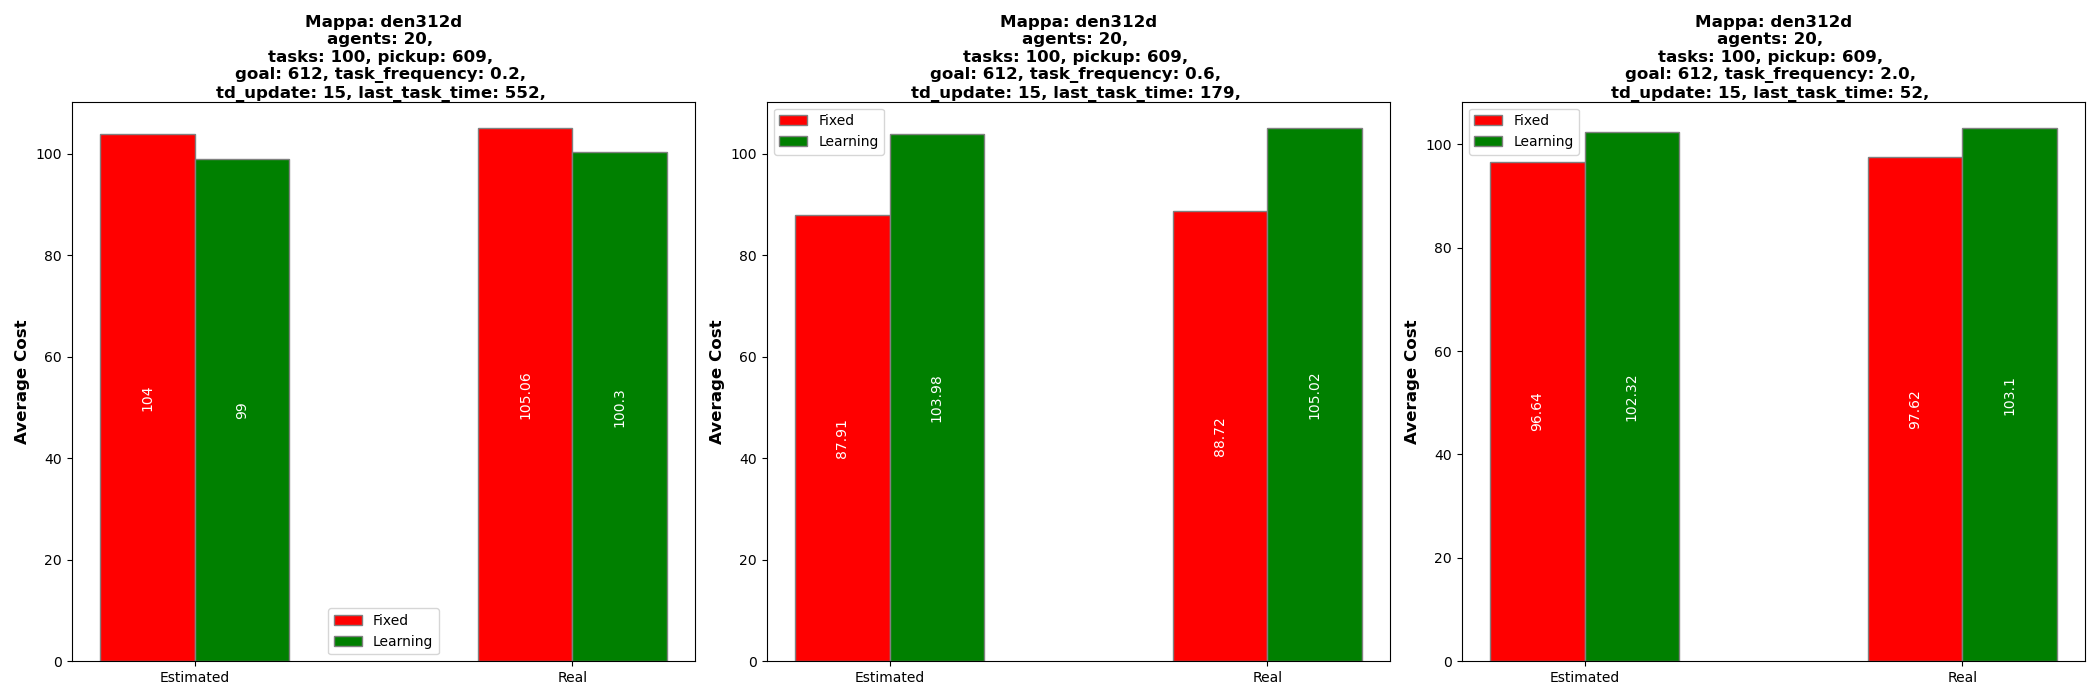 Mappa: den312d
agents: 20,
tasks: 100, pickup: 609,
goal: 612, task_frequency: 0.2,
td_update: 15, last_task_time: 552,
Average Cost
100
80
60
40
20
0
104
99
105.06
100.3
Fixed
Learning
Estimated
Real
Mappa: den312d
agents: 20,
tasks: 100, pickup: 609,
goal: 612, task_frequency: 0.6,
td_update: 15, last_task_time: 179,
Fixed
Learning
Average Cost
100
80
60
40
20
0
87.91
103.98
88.72
105.02
Estimated
Real
Mappa: den312d
agents: 20,
tasks: 100, pickup: 609,
goal: 612, task_frequency: 2.0,
td_update: 15, last_task_time: 52,
Fixed
Learning
Average Cost
100
80
60
40
20
0
96.64
102.32
97.62
103.1
Estimated
Real